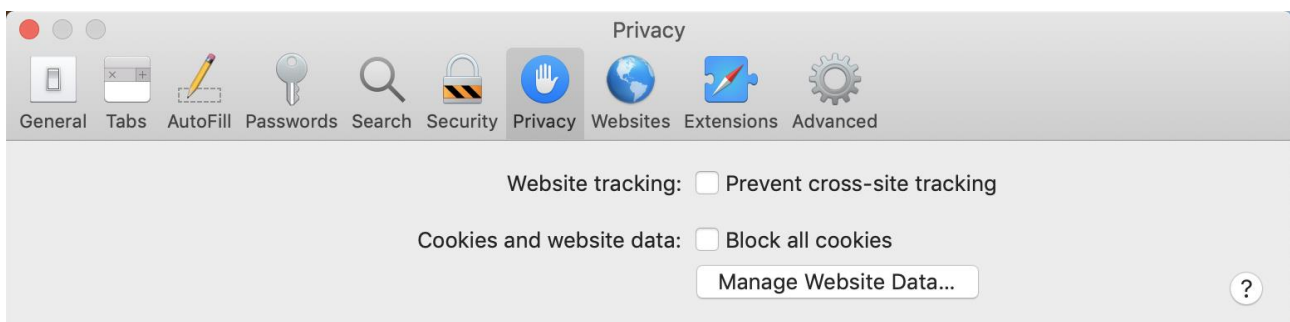 Privacy
General Tabs AutoFill Passwords Search Security Privacy Websites Extensions Advanced
Website tracking: Prevent cross-site tracking
Cookies and website data: Block all cookies
Manage Website Data...
?